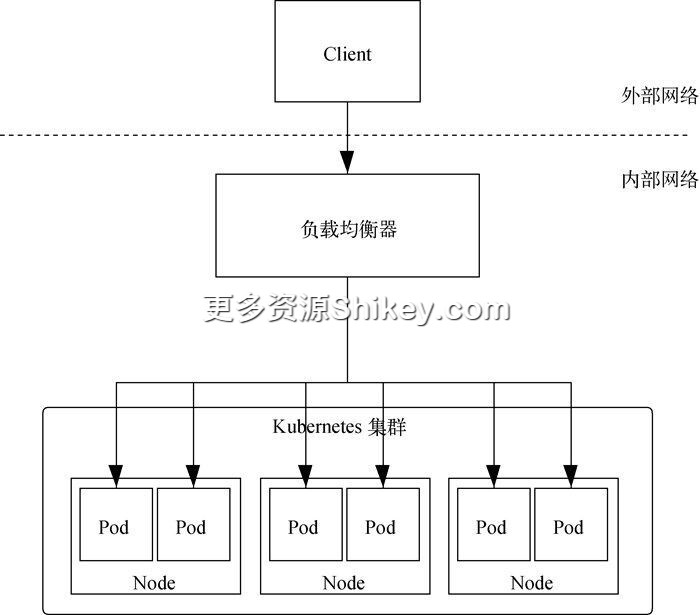 Client
外部网络
内部网络
负载均衡器
更多资源Shikey.com
Kubernetes 集群
Pod Pod Pod Pod Pod Pod
Node Node Node